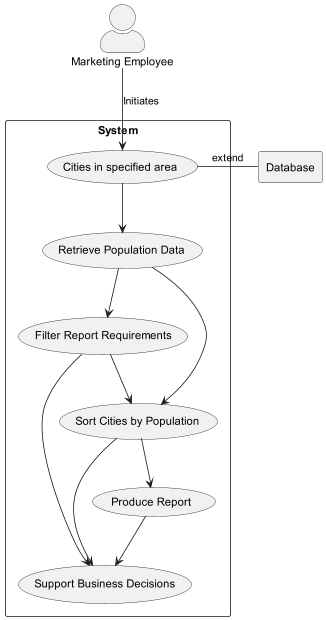 Marketing Employee
Initiates
System
extend
Cities in specified area
Database
Retrieve Population Data
Filter Report Requirements
Sort Cities by Population
Produce Report
Support Business Decisions